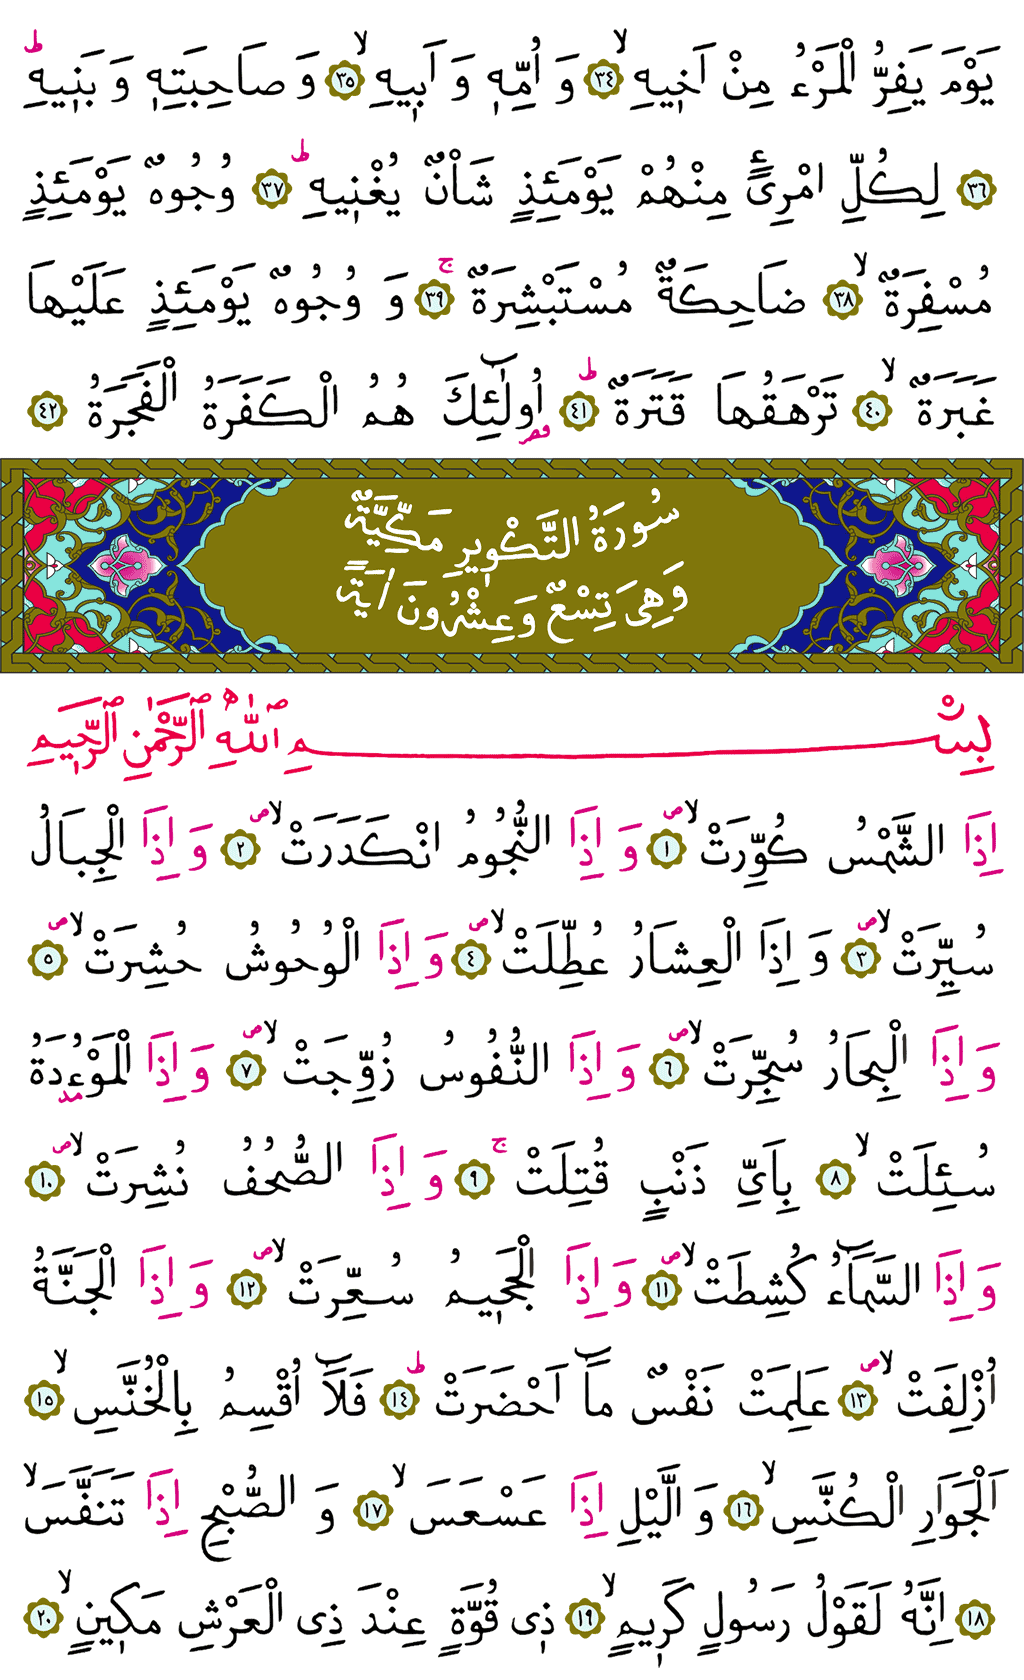 يَوْمَ يَفِرُّ الْمَرْءُ مِنْ اَخ۪يهِۙ ﴿٣٤﴾ وَ اُمِّه۪ وَ اَب۪يهِۙ ﴿٣٥﴾ وَ صَاحِبَتِه۪ وَ بَن۪يهِۜ
﴿٣٦﴾ لِكُلِّ امْرِئٍ مِنْهُمْ يَوْمَئِذٍ شَأْنٌ يُغْن۪يهِۜ ﴿٣٧﴾ وُجُوهٌ يَوْمَئِذٍ
مُسْفِرَةٌۙ ﴿٣٨﴾ ضَاحِكَةٌ مُسْتَبْشِرَةٌۚ ﴿٣٩﴾ وَ وُجُوهٌ يَوْمَئِذٍ عَلَيْهَا
غَبَرَةٌۙ ﴿٤٠﴾ تَرْهَقُهَا قَتَرَةٌۜ ﴿٤١﴾ اُو۬لٰٓئِكَ هُمُ الْكَفَرَةُ الْفَجَرَةُ ﴿٤٢﴾
سُورَةُ التَّكْو۪يرِ مَكِّيَّةٌ
وَهِيَ تِسْعٌ وَعِشْرُونَ اٰيَةً
بِسْمِ اللّٰهِ الرَّحْمٰنِ الرَّح۪يمِ
اِذَا الشَّمْسُ كُوِّرَتْۙۖ ﴿١﴾ وَ اِذَا النُّجُومُ انْكَدَرَتْۙۖ ﴿٢﴾ وَ اِذَا الْجِبَالُ
سُيِّرَتْۙۖ ﴿٣﴾ وَ اِذَا الْعِشَارُ عُطِّلَتْۙۖ ﴿٤﴾ وَ اِذَا الْوُحُوشُ حُشِرَتْۙۖ ﴿٥﴾
وَ اِذَا الْبِحَارُ سُجِّرَتْۙۖ ﴿٦﴾ وَ اِذَا النُّفُوسُ زُوِّجَتْۙۖ ﴿٧﴾ وَ اِذَا الْمَوْءُ۫دَةُ
سُئِلَتْۙ ﴿٨﴾ بِاَيِّ ذَنْبٍ قُتِلَتْۚ ﴿٩﴾ وَ اِذَا الصُّحُفُ نُشِرَتْۙۖ ﴿١٠﴾
وَ اِذَا السَّمَٓاءُ كُشِطَتْۙۖ ﴿١١﴾ وَ اِذَا الْجَح۪يمُ سُعِّرَتْۙۖ ﴿١٢﴾ وَ اِذَا الْجَنَّةُ
اُزْلِفَتْۙۖ ﴿١٣﴾ عَلِمَتْ نَفْسٌ مَٓا اَحْضَرَتْۜ ﴿١٤﴾ فَلَٓا اُقْسِمُ بِالْخُنَّسِۙ ﴿١٥﴾
اَلْجَوَارِ الْكُنَّسِۙ ﴿١٦﴾ وَ الَّيْلِ اِذَا عَسْعَسَۙ ﴿١٧﴾ وَ الصُّبْحِ اِذَا تَنَفَّسَۙ
﴿١٨﴾ اِنَّهُ لَقَوْلُ رَسُولٍ كَر۪يمٍۙ ﴿١٩﴾ ذ۪ي قُوَّةٍ عِنْدَ ذِي الْعَرْشِ مَك۪ينٍۙ ﴿٢٠﴾